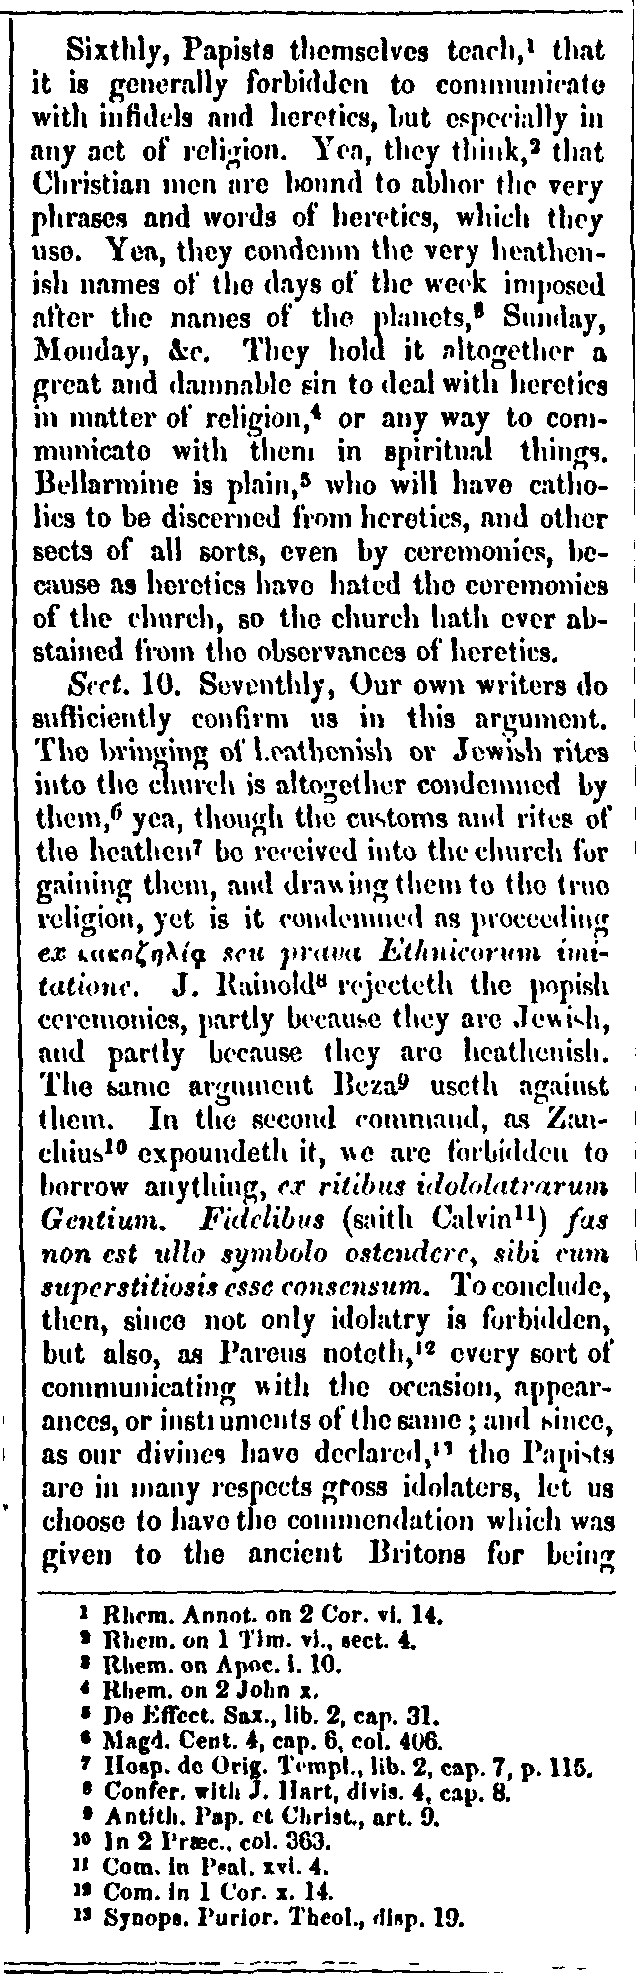 Sixthly, Papists themselves teach,¹ that
it is generally forbidden to communicate
with infidels and heretics, but especially in
any act of religion. Yea, they think,² that
Christian men are bound to abhor the very
phrases and words of heretics, which they
use. Yea, they condemn the very heathen-
ish names of the days of the week imposed
after the names of the planets,³ Sunday,
Monday, &c. They hold it altogether a
great and damnable sin to deal with heretics
in matter of religion,⁴ or any way to com-
municate with them in spiritual things.
Bellarmine is plain,⁵ who will have catho-
lics to be discerned from heretics, and other
sects of all sorts, even by ceremonies, be-
cause as heretics have hated the ceremonies
of the church, so the church hath ever ab-
stained from the observances of heretics.
Sect. 10. Seventhly, Our own writers do
sufficiently confirm us in this argument.
The bringing of heathenish or Jewish rites
into the church is altogether condemned by
them,⁶ yea, though the customs and rites of
the heathen⁷ be received into the church for
gaining them, and drawing them to the true
religion, yet is it condemned as proceeding
ex κακοζηλίᾳ seu prava Ethnicorum imi-
tatione. J. Rainold⁸ rejecteth the popish
ceremonies, partly because they are Jewish,
and partly because they are heathenish.
The same argument Beza⁹ useth against
them. In the second command, as Zan-
chius¹⁰ expoundeth it, we are forbidden to
borrow anything, ex ritibus idololatrarum
Gentium. Fidelibus (saith Calvin¹¹) fas
non est ullo symbolo ostendere, sibi cum
superstitiosis esse consensum. To conclude,
then, since not only idolatry is forbidden,
but also, as Pareus noteth,¹² every sort of
communicating with the occasion, appear-
ances, or instruments of the same; and since,
as our divines have declared,¹³ the Papists
are in many respects gross idolaters, let us
choose to have the commendation which was
given to the ancient Britons for being
¹ Rhem. Annot. on 2 Cor. vi. 14.
² Rhem. on 1 Tim. vi., sect. 4.
³ Rhem. on Apoc. i. 10.
⁴ Rhem. on 2 John x.
⁵ De Effect. Sax., lib. 2, cap. 31.
⁶ Magd. Cent. 4, cap. 6, col. 406.
⁷ Hosp. de Orig. Templ., lib. 2, cap. 7, p. 115.
⁸ Confer. with J. Hart, divis. 4, cap. 8.
⁹ Antith. Pap. et Christ., art. 9.
¹⁰ In 2 Præc., col. 363.
¹¹ Com. in Psal. xvi. 4.
¹² Com. in 1 Cor. x. 14.
¹³ Synops. Purior. Theol., disp. 19.